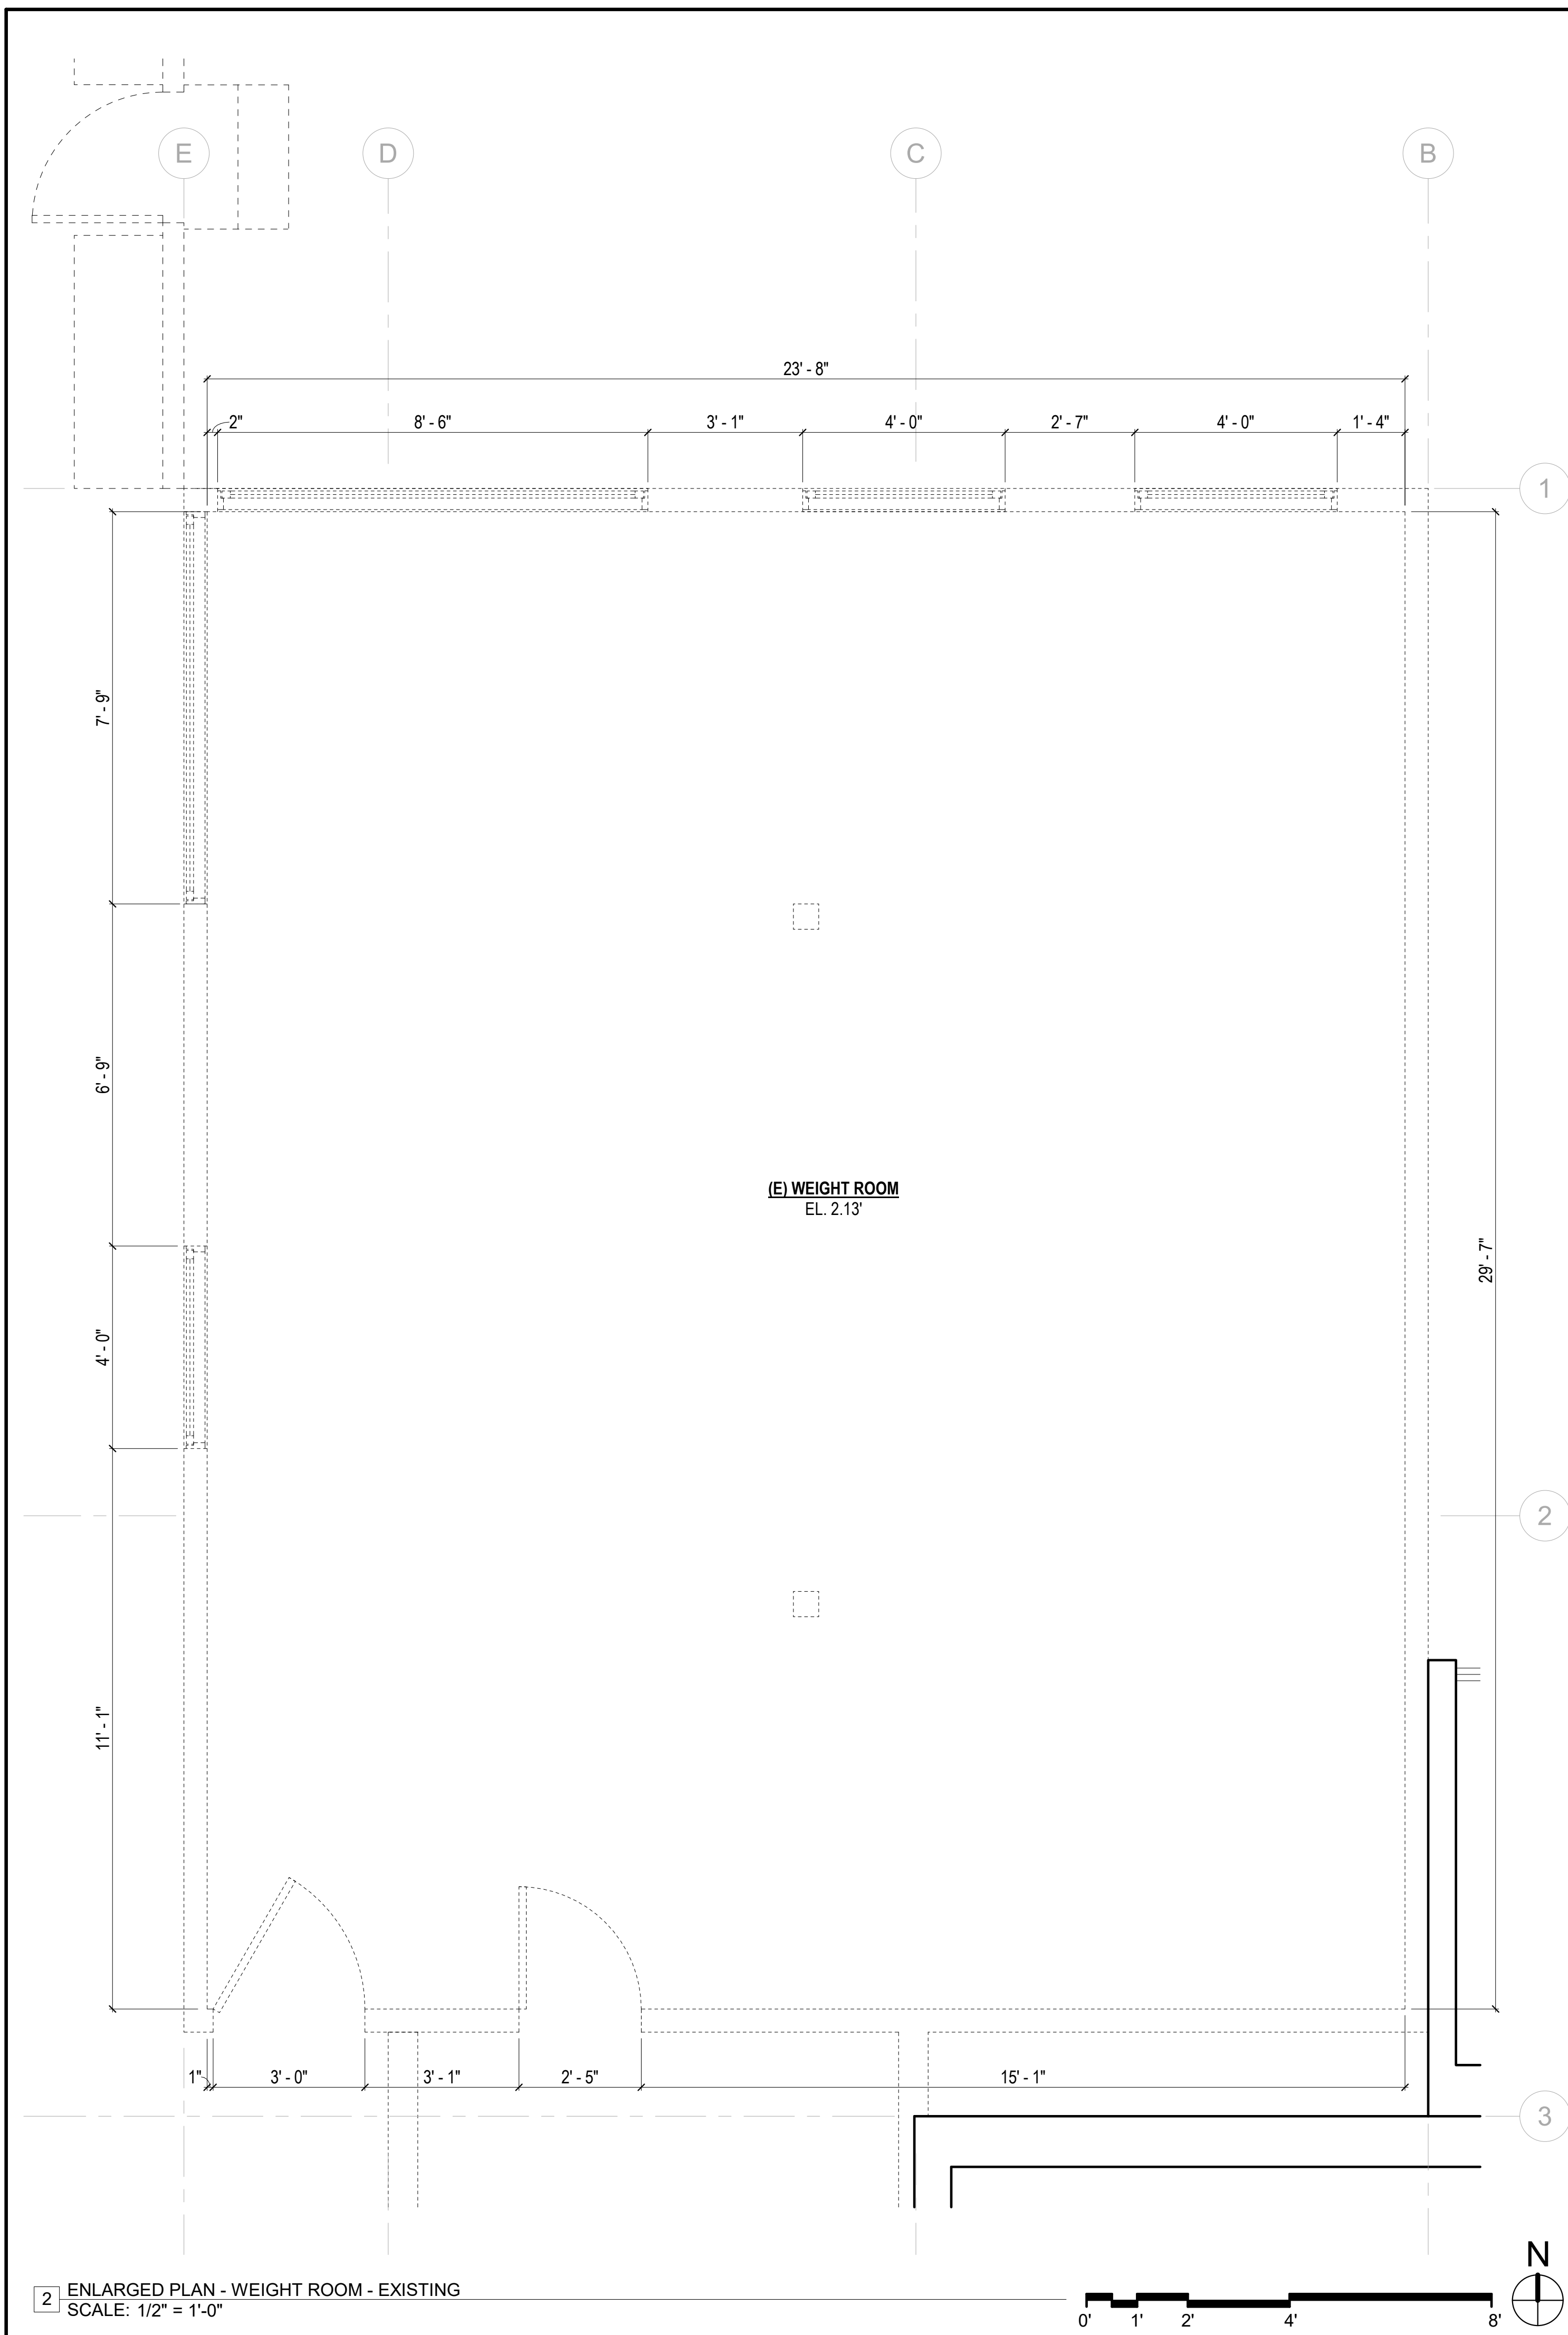 E
D
C
B
23' - 8"
2"
8' - 6"
3' - 1"
4' - 0"
2' - 7"
4' - 0"
1' - 4"
1
7' - 9"
6' - 9"
(E) WEIGHT ROOM
EL. 2.13'
29' - 7"
4' - 0"
2
11' - 1"
1"
3' - 0"
3' - 1"
2' - 5"
15' - 1"
3
N
2
ENLARGED PLAN - WEIGHT ROOM - EXISTING
SCALE: 1/2" = 1'-0"
0'
1'
2'
4'
8'